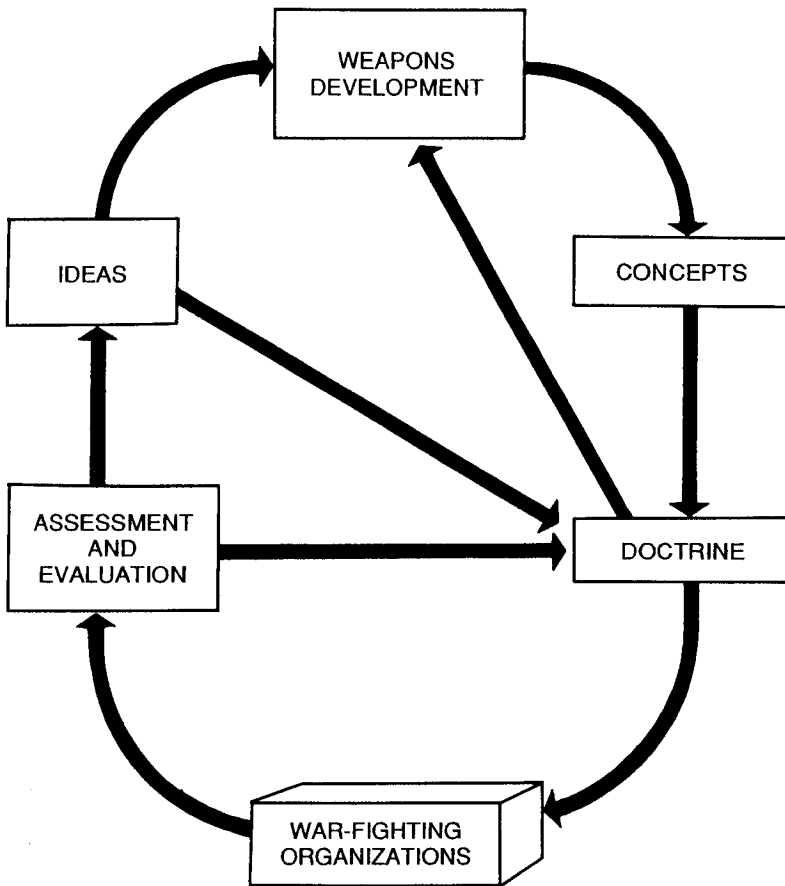 WEAPONS
DEVELOPMENT
IDEAS
CONCEPTS
ASSESSMENT
AND
EVALUATION
DOCTRINE
WAR-FIGHTING
ORGANIZATIONS